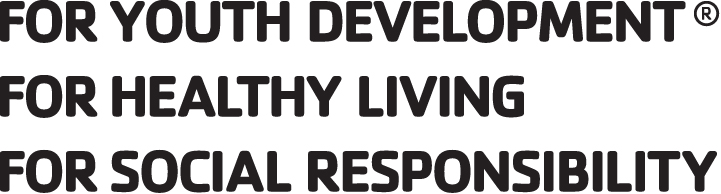 FOR YOUTH DEVELOPMENT®
FOR HEALTHY LIVING
FOR SOCIAL RESPONSIBILITY